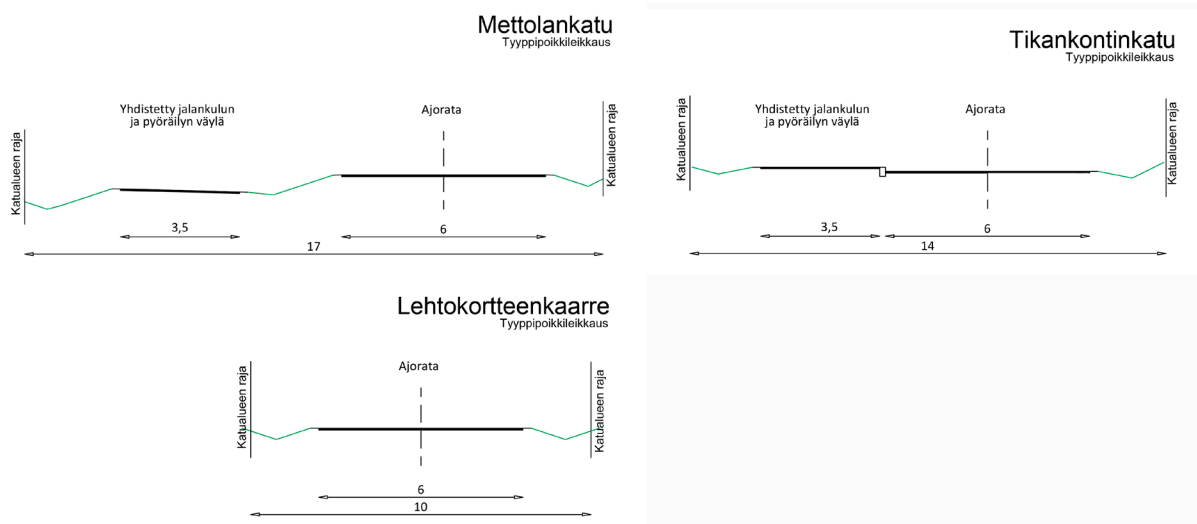 Mettolankatu
Tyyppipoikkileikkaus
Katualueen raja
Yhdistetty jalankulun
ja pyöräilyn väylä
Ajorata
Katualueen raja
3,5
6
17
Tikankontinkatu
Tyyppipoikkileikkaus
Katualueen raja
Yhdistetty jalankulun
ja pyöräilyn väylä
Ajorata
Katualueen raja
3,5
6
14
Lehtokortteenkaarre
Tyyppipoikkileikkaus
Katualueen raja
Ajorata
Katualueen raja
6
10